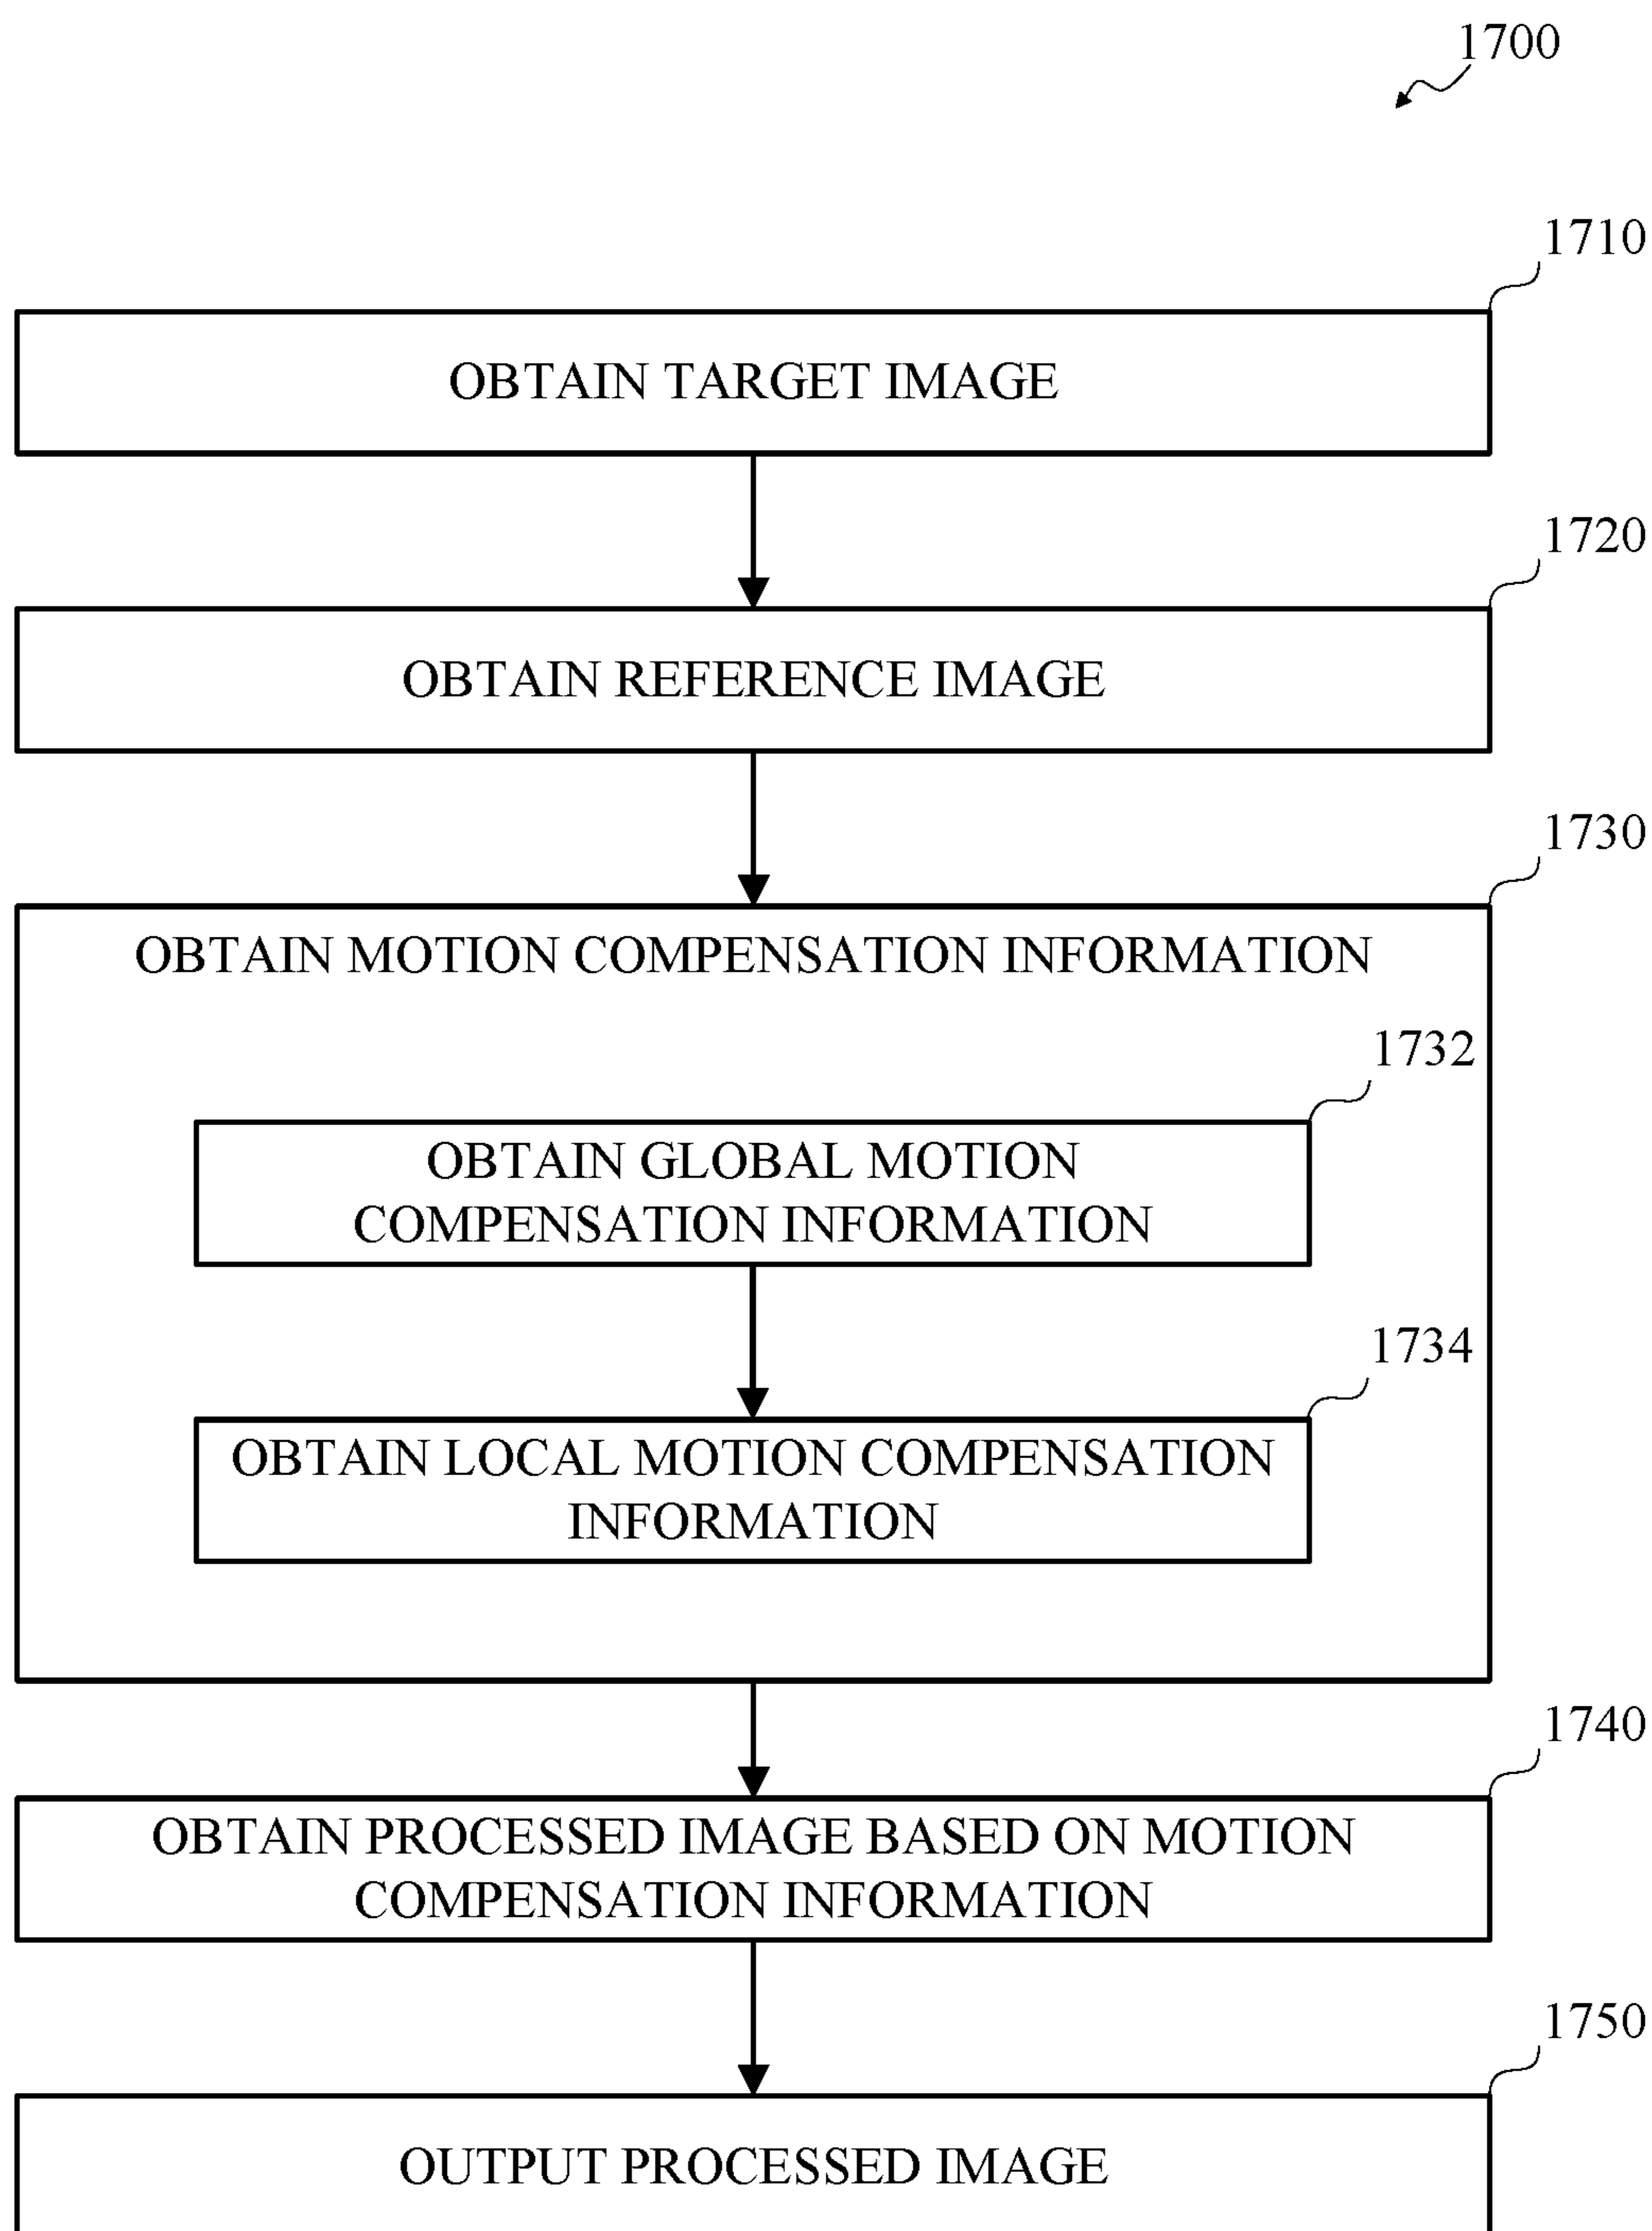 1700
1710
OBTAIN TARGET IMAGE
1720
OBTAIN REFERENCE IMAGE
1730
OBTAIN MOTION COMPENSATION INFORMATION
1732
OBTAIN GLOBAL MOTION
COMPENSATION INFORMATION
1734
OBTAIN LOCAL MOTION COMPENSATION
INFORMATION
1740
OBTAIN PROCESSED IMAGE BASED ON MOTION
COMPENSATION INFORMATION
1750
OUTPUT PROCESSED IMAGE